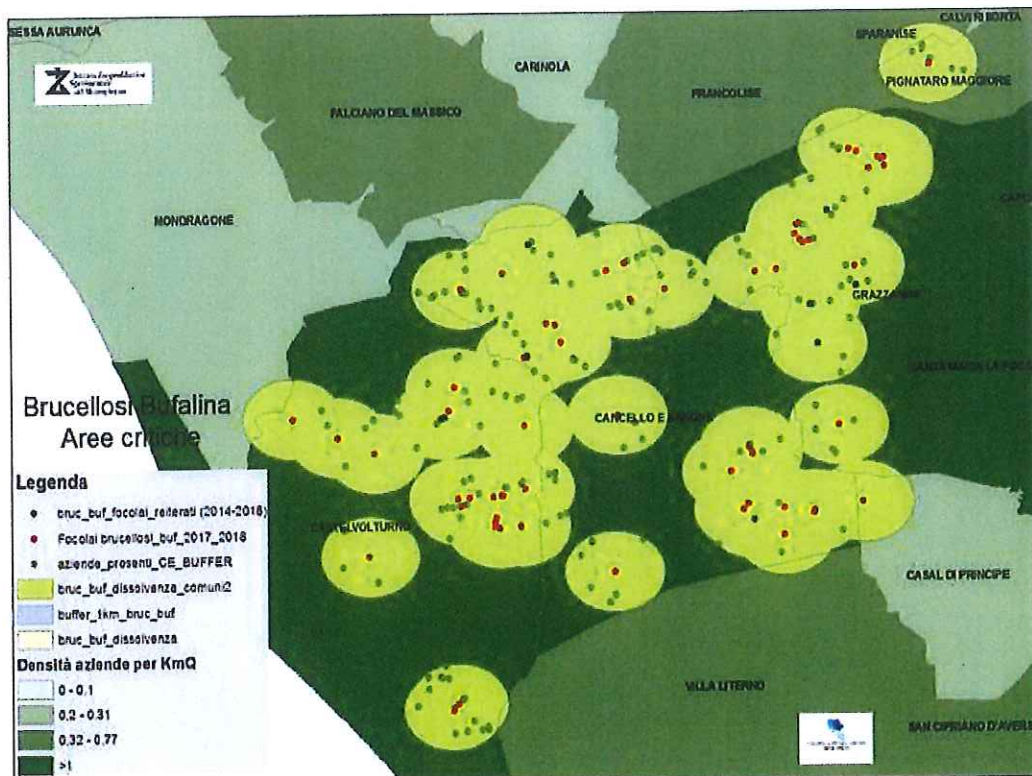 SESSA AURUNCA
CALVI RISORTA
SPARANISE
CARINOLA
PIGNATARO MAGGIORE
FRANCOLISE
FALCIANO DEL MASSICO
MONDRAGONE
GRAZZANISE
Brucellosi Bufalina
Aree critiche
CANCELLO E ARNONE
CASTELVOLTURNO
CASAL DI PRINCIPE
VILLA LITERNO
SAN CIPRIANO D'AVERS
Legenda
bruc_buf_focolai_reiterati (2014-2016)
Focolai brucellosi_buf_2017_2018
aziende_presenti_CE_BUFFER
bruc_buf_dissolvenza_comuni2
buffer_1km_bruc_buf
bruc_buf_dissolvenza
Densità aziende per KmQ
0 - 0,1
0,2 - 0,31
0,32 - 0,77
>1